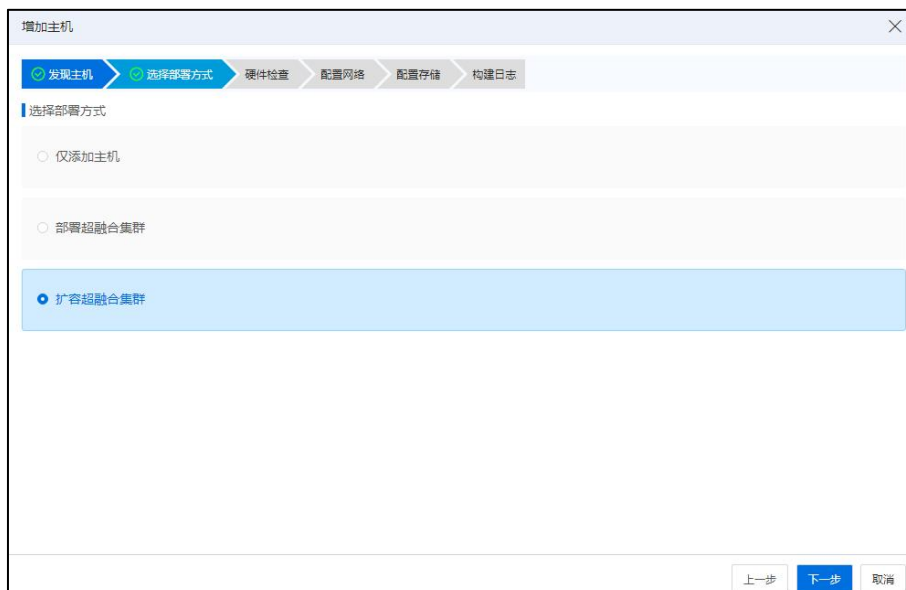 增加主机
发现主机 选择部署方式 硬件检查 配置网络 配置存储 构建日志
选择部署方式
仅添加主机
部署超融合集群
扩容超融合集群
上一步 下一步 取消